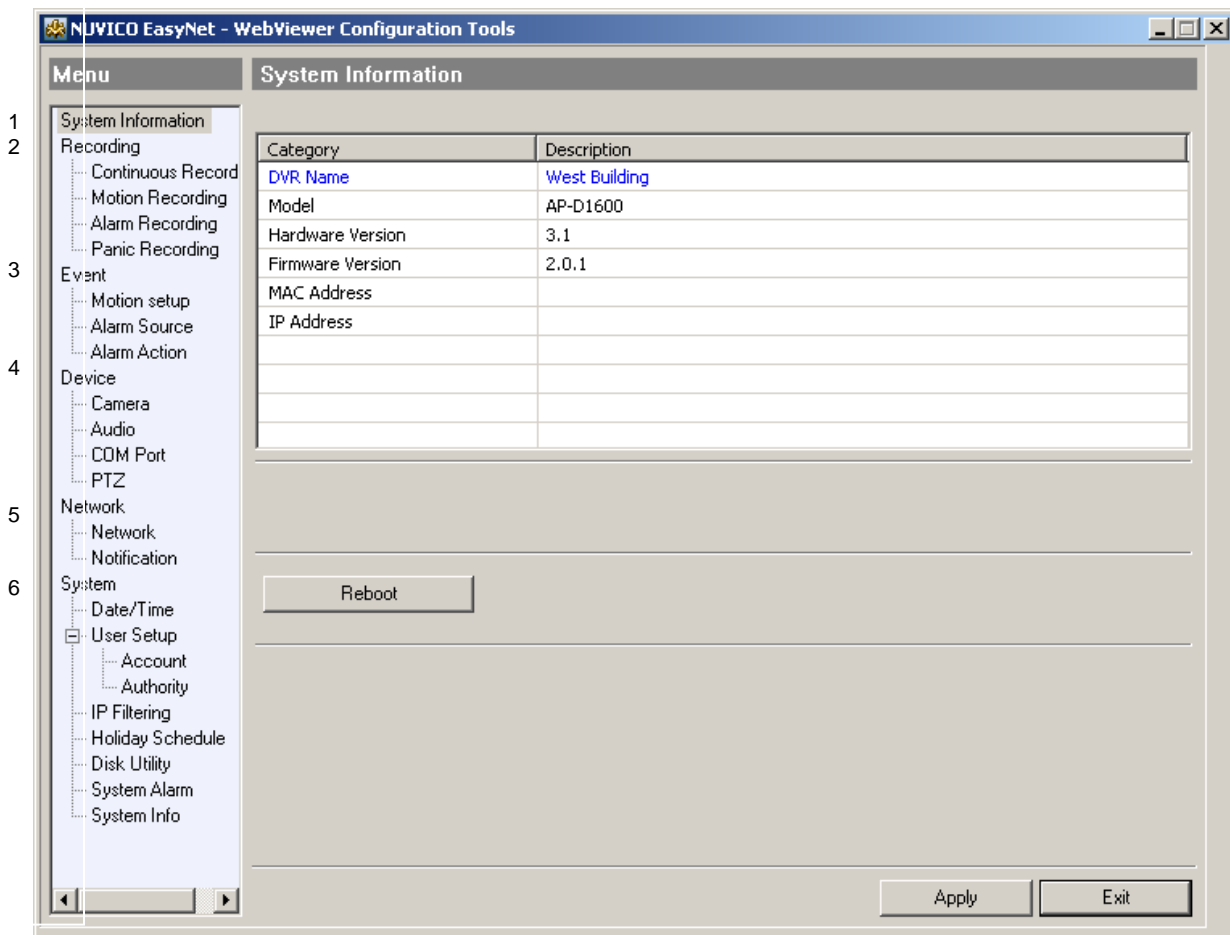 NUVICO EasyNet - WebViewer Configuration Tools
Menu
System Information
1
System Information
2
Recording
Continuous Record
Motion Recording
Alarm Recording
Panic Recording
3
Event
Motion setup
Alarm Source
Alarm Action
4
Device
Camera
Audio
COM Port
PTZ
5
Network
Network
Notification
6
System
Date/Time
User Setup
Account
Authority
IP Filtering
Holiday Schedule
Disk Utility
System Alarm
System Info
Category Description
DVR Name West Building
Model AP-D1600
Hardware Version 3.1
Firmware Version 2.0.1
MAC Address
IP Address
Reboot
Apply Exit